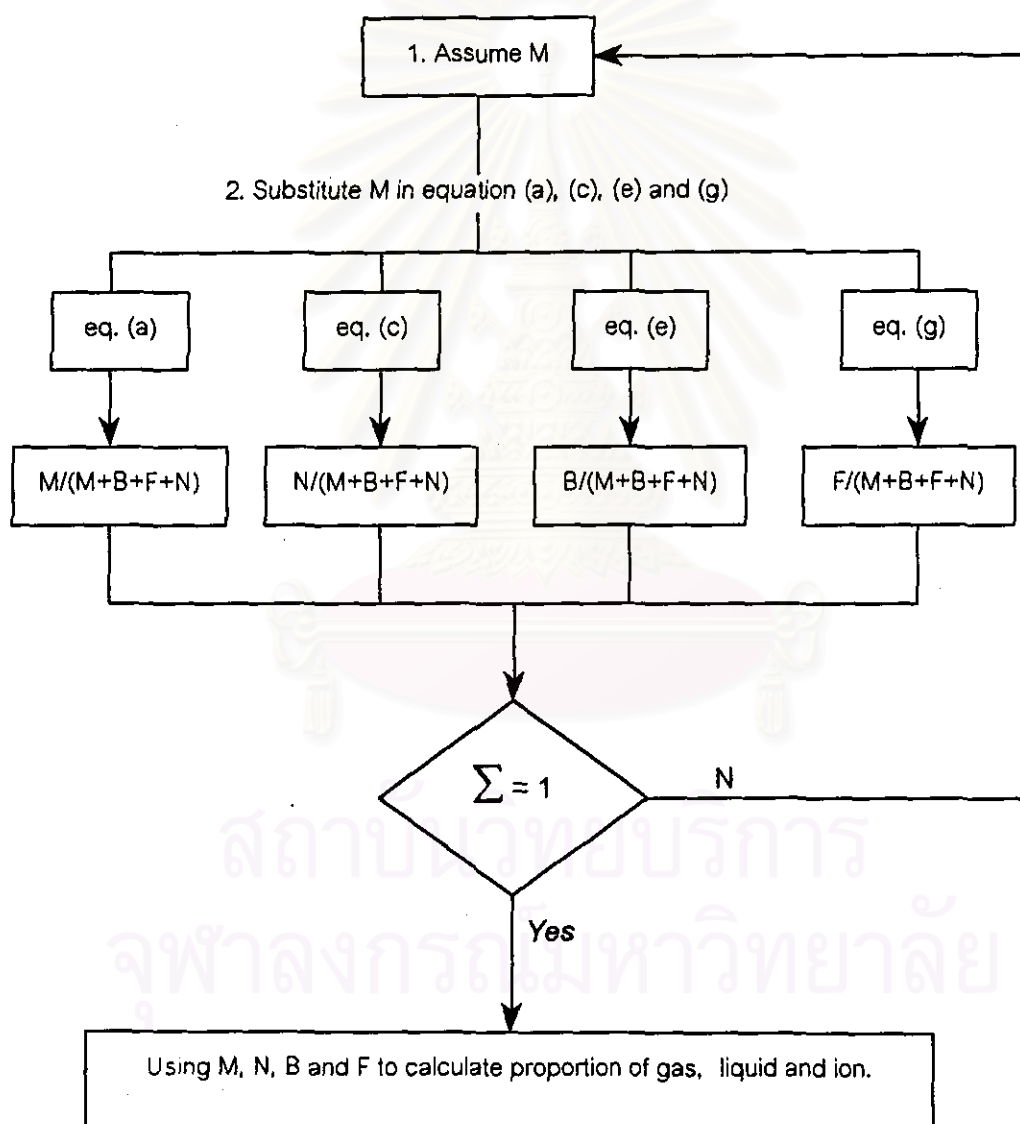 1. Assume M
2. Substitute M in equation (a), (c), (e) and (g)
eq. (a)
eq. (c)
eq. (e)
eq. (g)
M/(M+B+F+N)
N/(M+B+F+N)
B/(M+B+F+N)
F/(M+B+F+N)
∑ = 1
N
Yes
สถาบันวิทยบริการ
จุฬาลงกรณ์มหาวิทยาลัย
Using M, N, B and F to calculate proportion of gas, liquid and ion.